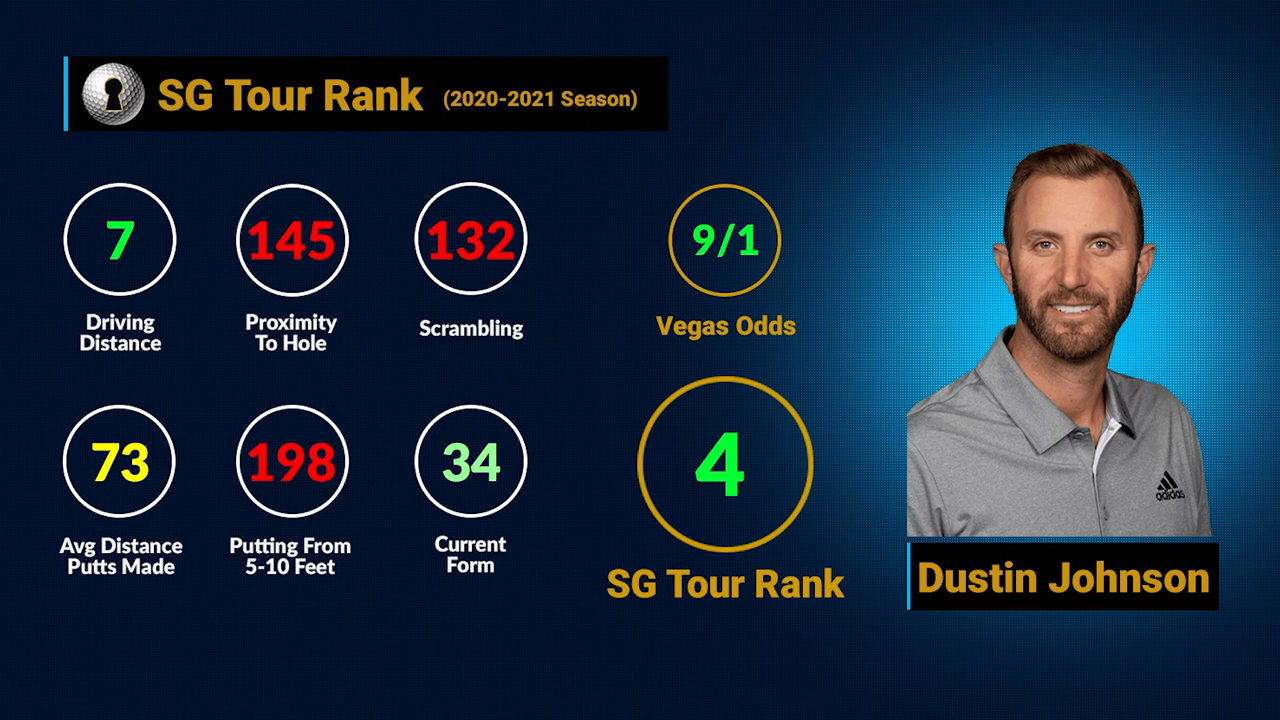 SG Tour Rank (2020-2021 Season)
7
145
132
9/1
Driving
Distance
Proximity
To Hole
Scrambling
Vegas Odds
73
198
34
4
Avg Distance
Putts Made
Putting From
5-10 Feet
Current
Form
SG Tour Rank
adidas
Dustin Johnson